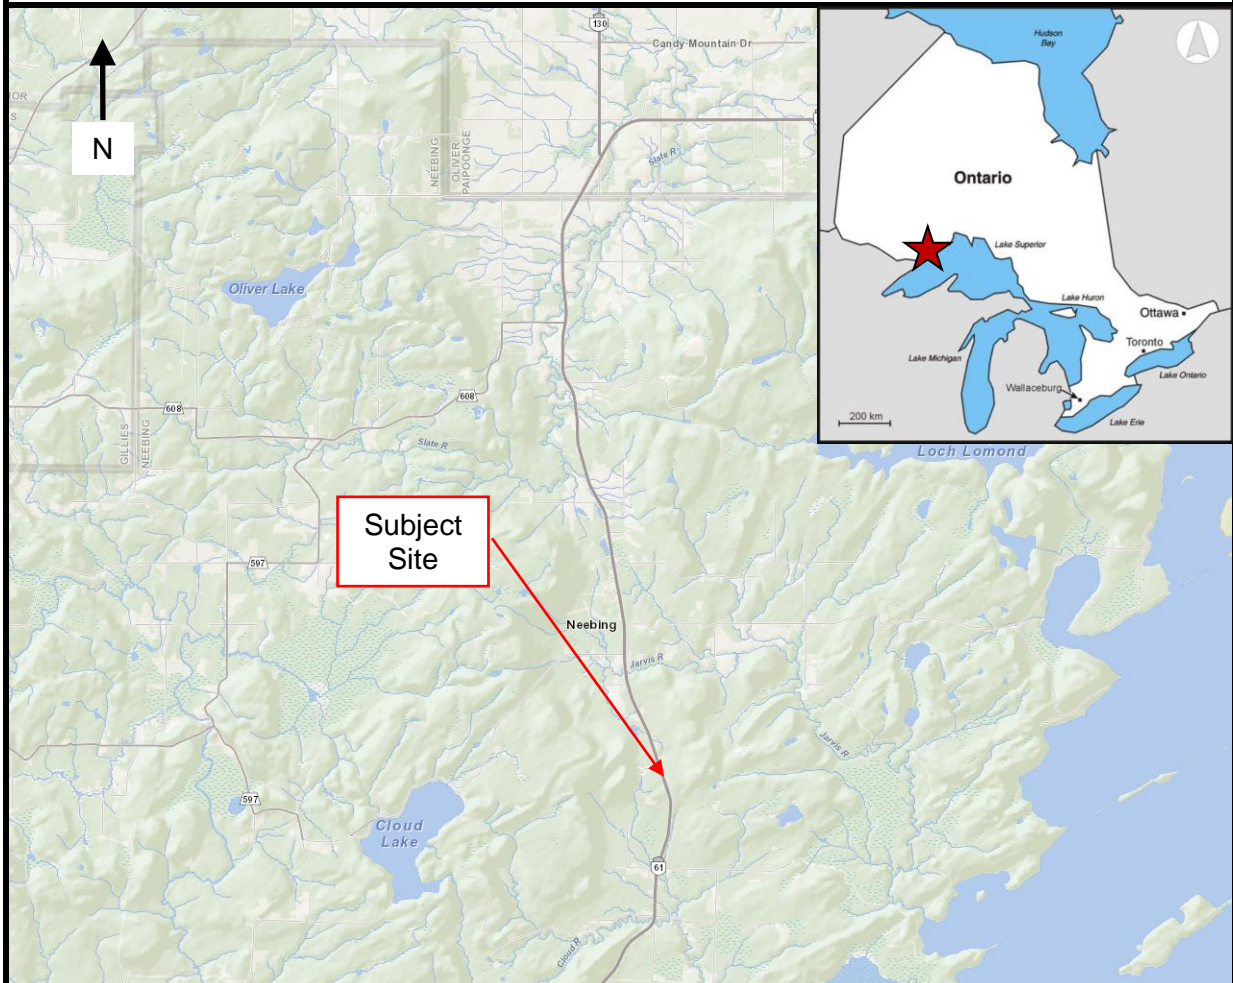 130
Candy Mountain Dr
N
OR
S
NEEBING
OLIVER
PAIPOONGE
Slate R
Oliver Lake
608
608
GILLIES
NEEBING
Slate R
Loch Lomond
Subject
Site
597
Neebing
Jarvis R
Jarvis R
597
Cloud
Lake
61
Cloud R
Hudson
Bay
Ontario
Lake Superior
Lake Huron
Ottawa
Toronto
Lake Michigan
Lake Ontario
Wallaceburg
200 km
Lake Erie